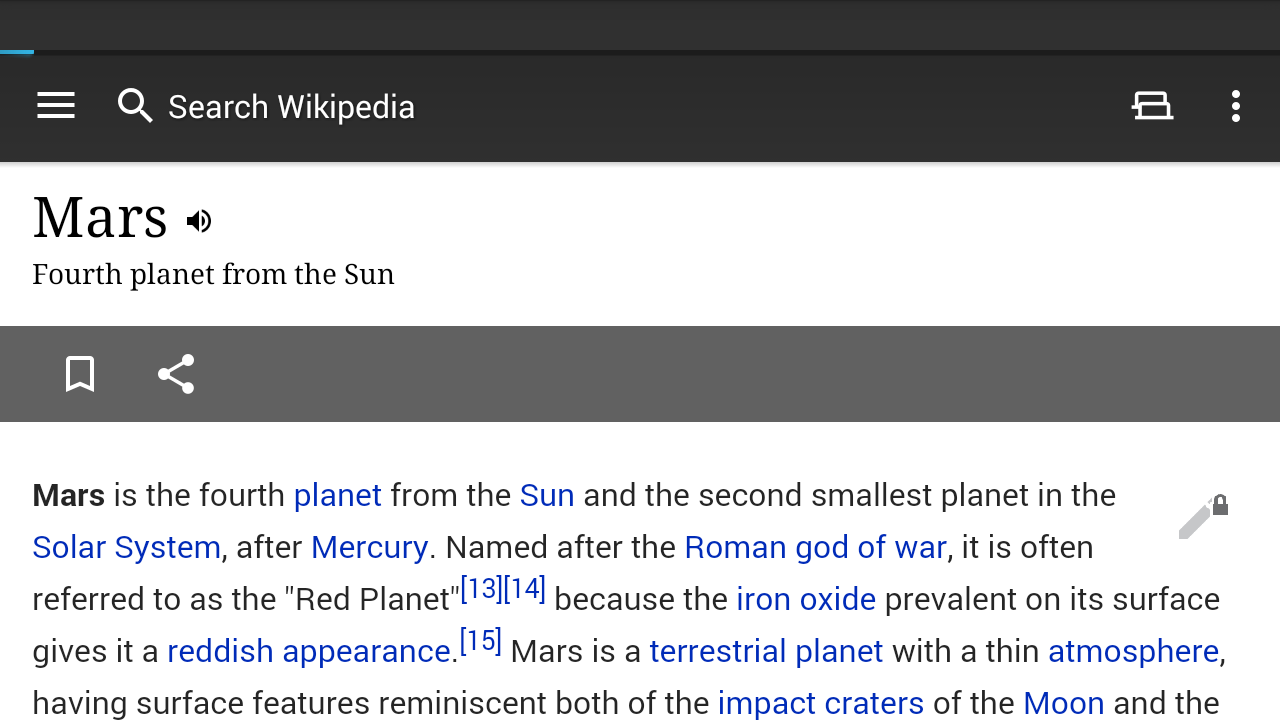 Search Wikipedia
Mars
Fourth planet from the Sun
Mars is the fourth planet from the Sun and the second smallest planet in the
Solar System, after Mercury. Named after the Roman god of war, it is often
referred to as the "Red Planet"[13][14] because the iron oxide prevalent on its surface
gives it a reddish appearance.[15] Mars is a terrestrial planet with a thin atmosphere,
having surface features reminiscent both of the impact craters of the Moon and the